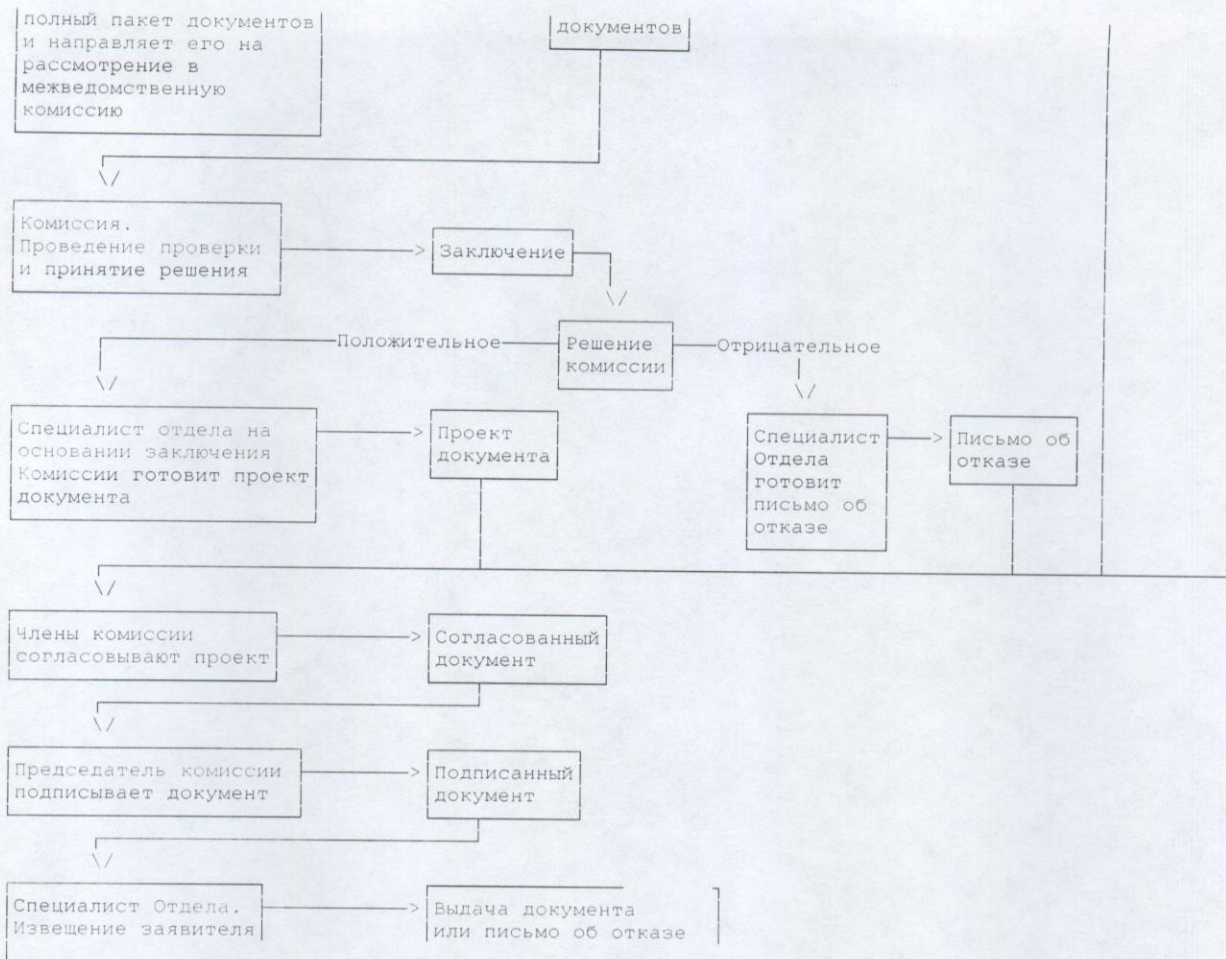 полный пакет документов
и направляет его на
рассмотрение в
межведомственную
комиссию
документов
Комиссия.
Проведение проверки
и принятие решения
Заключение
Положительное
Решение
комиссии
Отрицательное
Специалист отдела на
основании заключения
Комиссии готовит проект
документа
Проект
документа
Специалист
Отдела
готовит
письмо об
отказе
Письмо об
отказе
Члены комиссии
согласовывают проект
Согласованный
документ
Председатель комиссии
подписывает документ
Подписанный
документ
Специалист Отдела.
Извещение заявителя
Выдача документа
или письмо об отказе